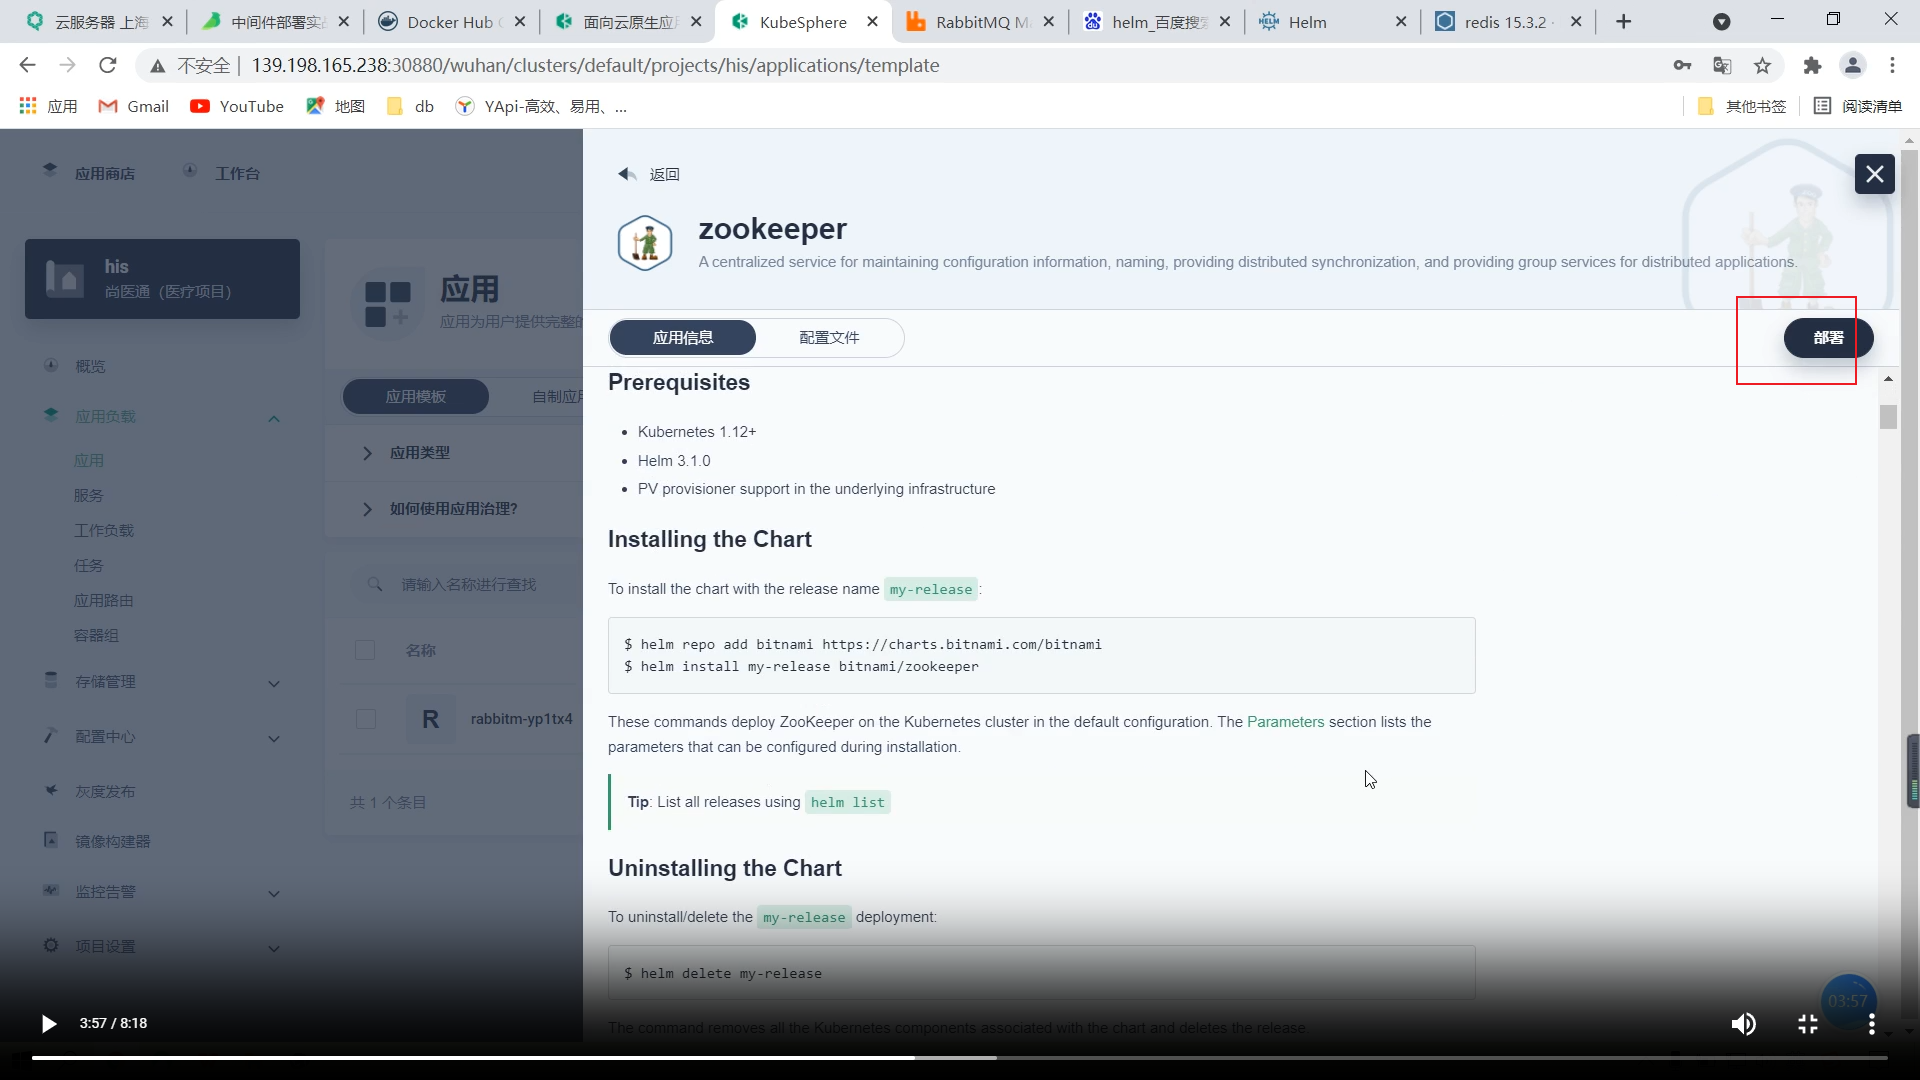 云服务器 上海
中间件部署实
Docker Hub
面向云原生应
KubeSphere
RabbitMQ M
helm_百度搜
Helm
redis 15.3.2
不安全
139.198.165.238:30880/wuhan/clusters/default/projects/his/applications/template
应用
Gmail
YouTube
地图
db
YApi-高效、易用、...
其他书签
阅读清单
应用商店
工作台
his
尚医通（医疗项目）
概览
应用负载
应用
服务
工作负载
任务
应用路由
容器组
存储管理
配置中心
灰度发布
镜像构建器
监控告警
项目设置
应用
应用为用户提供完整的
应用模板
自制应用
应用类型
如何使用应用治理?
请输入名称进行查找
名称
R
rabbitm-yp1tx4
共 1 个条目
返回
zookeeper
A centralized service for maintaining configuration information, naming, providing distributed synchronization, and providing group services for distributed applications.
应用信息
配置文件
部署
Prerequisites
• Kubernetes 1.12+
• Helm 3.1.0
• PV provisioner support in the underlying infrastructure
Installing the Chart
To install the chart with the release name my-release:
$ helm repo add bitnami https://charts.bitnami.com/bitnami
$ helm install my-release bitnami/zookeeper
These commands deploy ZooKeeper on the Kubernetes cluster in the default configuration. The Parameters section lists the
parameters that can be configured during installation.
Tip: List all releases using helm list
Uninstalling the Chart
To uninstall/delete the my-release deployment:
$ helm delete my-release
The command removes all the Kubernetes components associated with the chart and deletes the release.
03:57
3:57 / 8:18